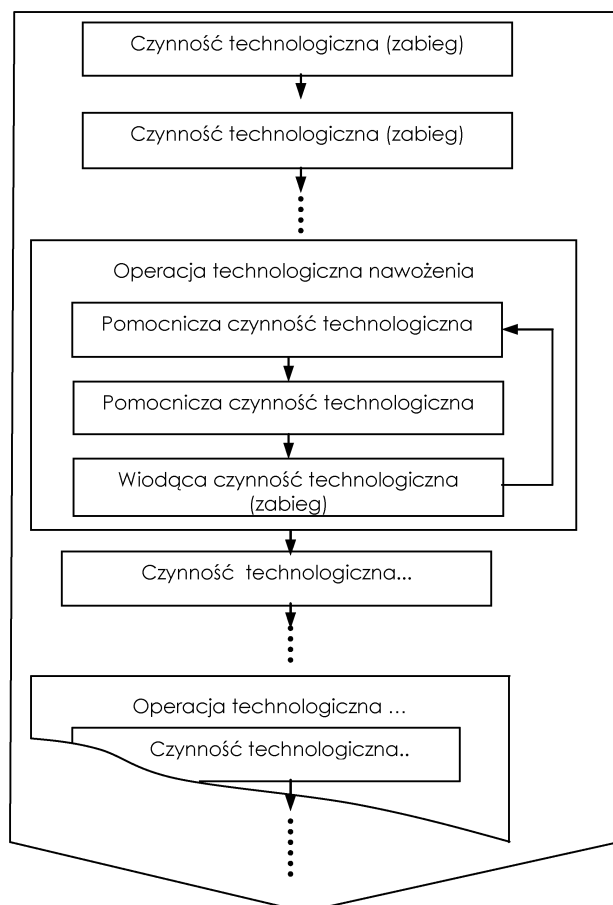 Czynność technologiczna (zabieg)
Czynność technologiczna (zabieg)
Operacja technologiczna nawożenia
Pomocnicza czynność technologiczna
Pomocnicza czynność technologiczna
Wiodąca czynność technologiczna
(zabieg)
Czynność technologiczna...
Operacja technologiczna …
Czynność technologiczna..